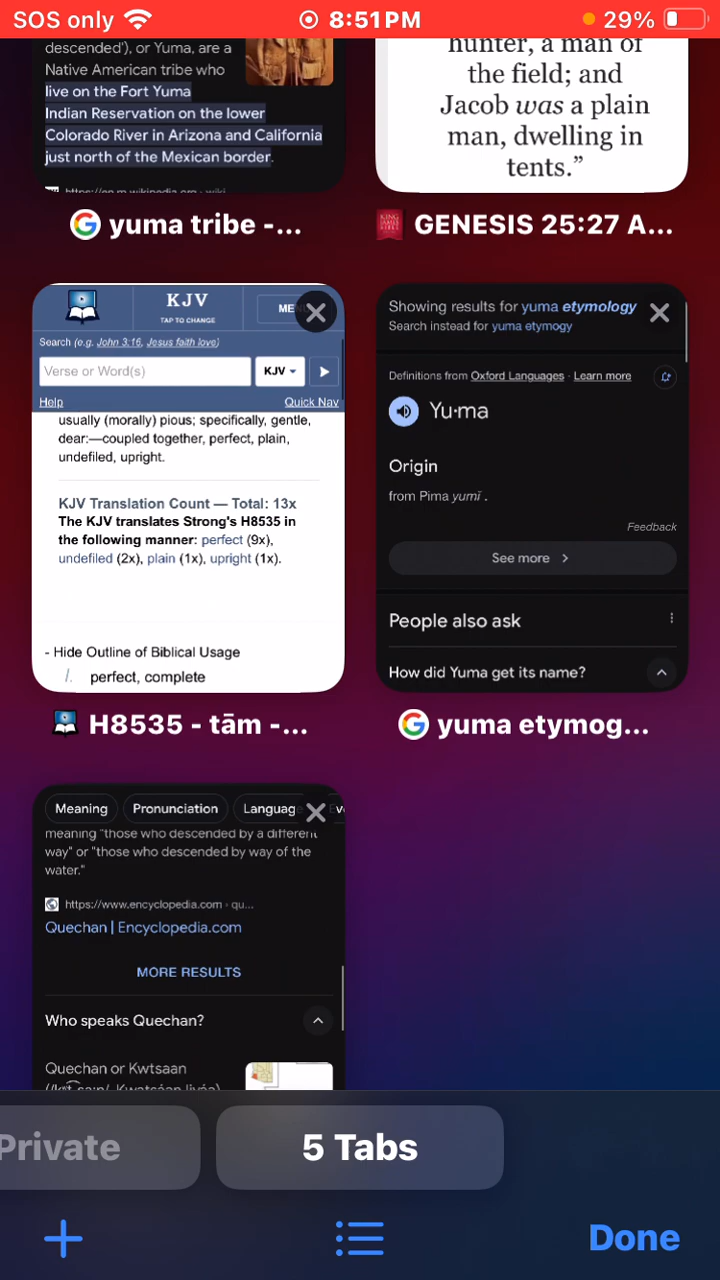 SOS only
8:51 PM
29%
descended'), or Yuma, are a
Native American tribe who
live on the Fort Yuma
Indian Reservation on the lower
Colorado River in Arizona and California
just north of the Mexican border.
hunter, a man of
the field; and
Jacob was a plain
man, dwelling in
tents.”
yuma tribe -...
GENESIS 25:27 A...
KJV
TAP TO CHANGE
ME
Search (e.g. John 3:16, Jesus faith love)
Verse or Word(s)
KJV
Help
Quick Nav
usually (morally) pious; specifically, gentle,
dear:—coupled together, perfect, plain,
undefiled, upright.
KJV Translation Count — Total: 13x
The KJV translates Strong's H8535 in
the following manner: perfect (9x),
undefiled (2x), plain (1x), upright (1x).
- Hide Outline of Biblical Usage
I. perfect, complete
H8535 - tām -...
Showing results for yuma etymology
Search instead for yuma etymogy
Definitions from Oxford Languages · Learn more
Yu·ma
Origin
from Pima yumĭ .
Feedback
See more
People also ask
How did Yuma get its name?
yuma etymog...
Meaning
Pronunciation
Languag
Ev
meaning "those who descended by a different
way" or "those who descended by way of the
water."
https://www.encyclopedia.com › qu...
Quechan | Encyclopedia.com
MORE RESULTS
Who speaks Quechan?
Quechan or Kwtsaan
Private
5 Tabs
Done